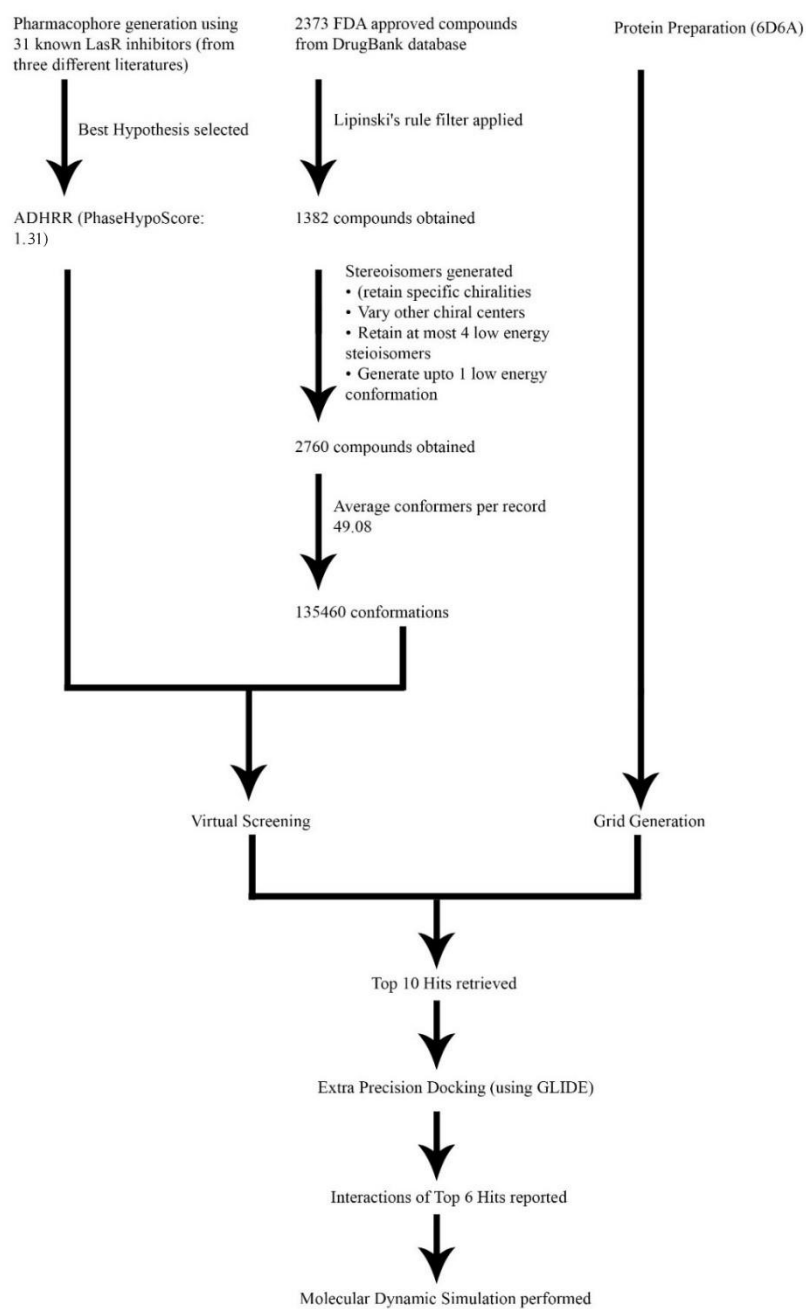 Pharmacophore generation using
31 known LasR inhibitors (from
three different literatures)
Best Hypothesis selected
ADHRR (PhaseHypoScore:
1.31)
2373 FDA approved compounds
from DrugBank database
Lipinski's rule filter applied
1382 compounds obtained
Stereoisomers generated
• (retain specific chiralities
• Vary other chiral centers
• Retain at most 4 low energy
steioisomers
• Generate upto 1 low energy
conformation
2760 compounds obtained
Average conformers per record
49.08
135460 conformations
Protein Preparation (6D6A)
Virtual Screening
Grid Generation
Top 10 Hits retrieved
Extra Precision Docking (using GLIDE)
Interactions of Top 6 Hits reported
Molecular Dynamic Simulation performed